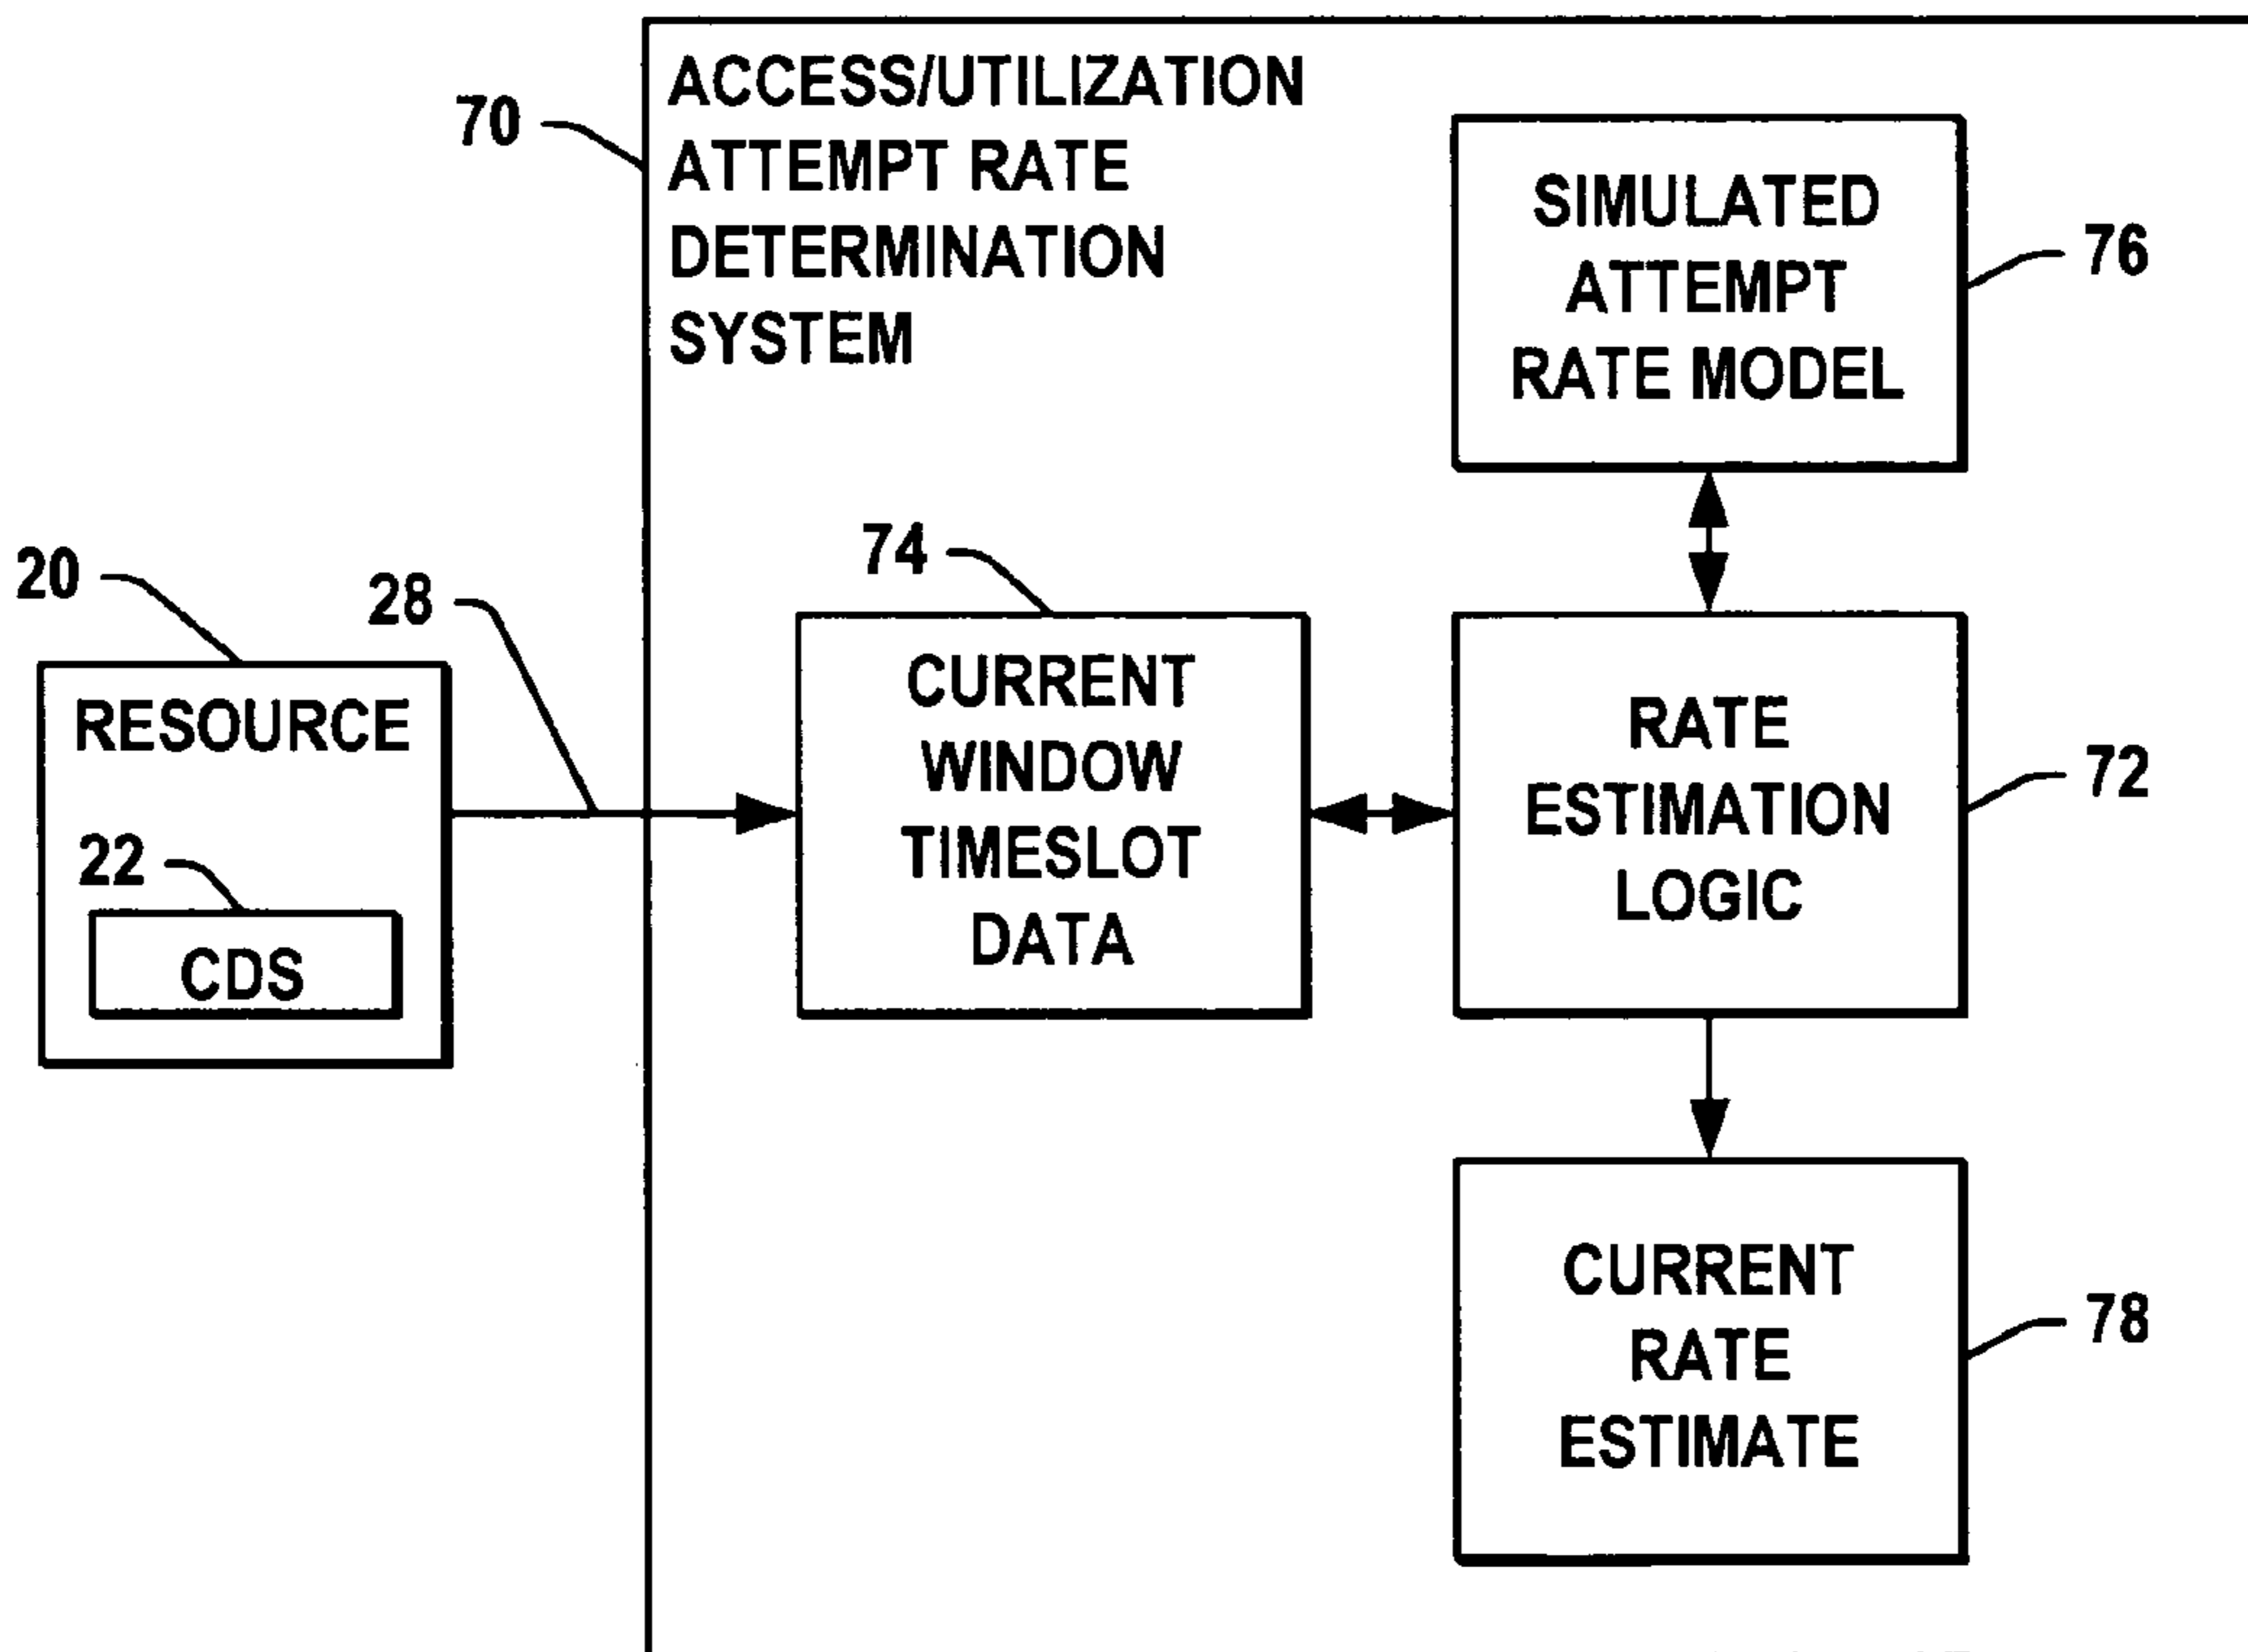 ACCESS/UTILIZATION
ATTEMPT RATE
DETERMINATION
SYSTEM
70
SIMULATED
ATTEMPT
RATE MODEL
76
20
28
74
RESOURCE
22
CDS
CURRENT
WINDOW
TIMESLOT
DATA
RATE
ESTIMATION
LOGIC
72
CURRENT
RATE
ESTIMATE
78